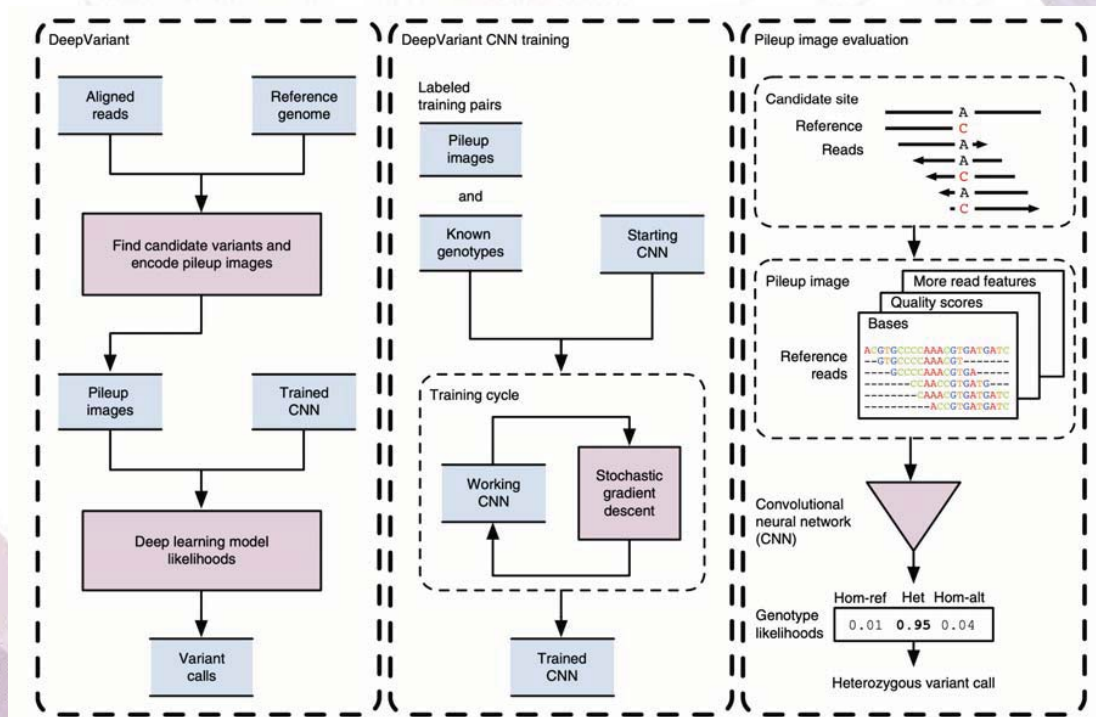 DeepVariant
Aligned
reads
Reference
genome
Find candidate variants and
encode pileup images
Pileup
images
Trained
CNN
Deep learning model
likelihoods
Variant
calls
DeepVariant CNN training
Labeled
training pairs
Pileup
images
and
Known
genotypes
Starting
CNN
Training cycle
Working
CNN
Stochastic
gradient
descent
Trained
CNN
Pileup image evaluation
Candidate site
Reference
Reads
A
C
A
A
C
A
C
Pileup image
More read features
Quality scores
Bases
Reference
reads
ACGTGCCCCAAACGTGATGATC
--GTGCCCCAAACGT-------
----GCCCCAAACGTGA-----
-------CCAACCGTGATG---
--------CAAACGTGATGATC
----------ACCGTGATGATC
Convolutional
neural network
(CNN)
Hom-ref Het Hom-alt
Genotype
likelihoods
0.01 0.95 0.04
Heterozygous variant call